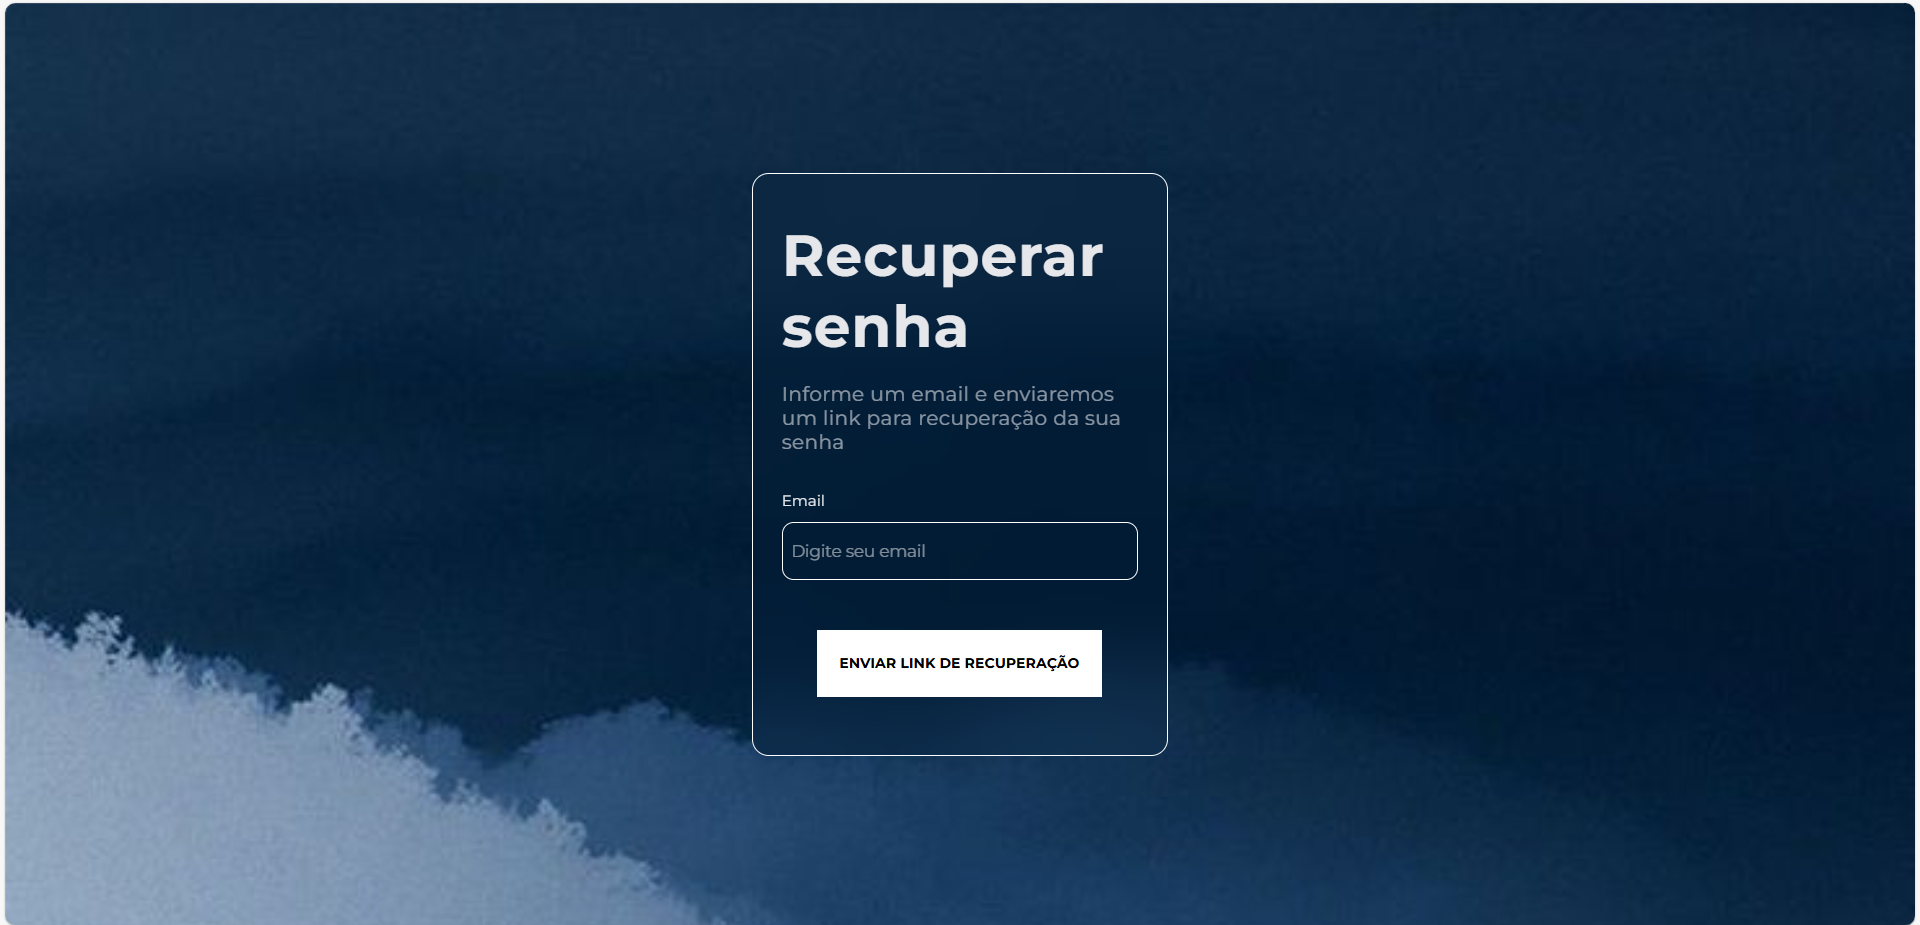 Recuperar
senha
Informe um email e enviaremos
um link para recuperação da sua
senha
Email
Digite seu email
ENVIAR LINK DE RECUPERAÇÃO